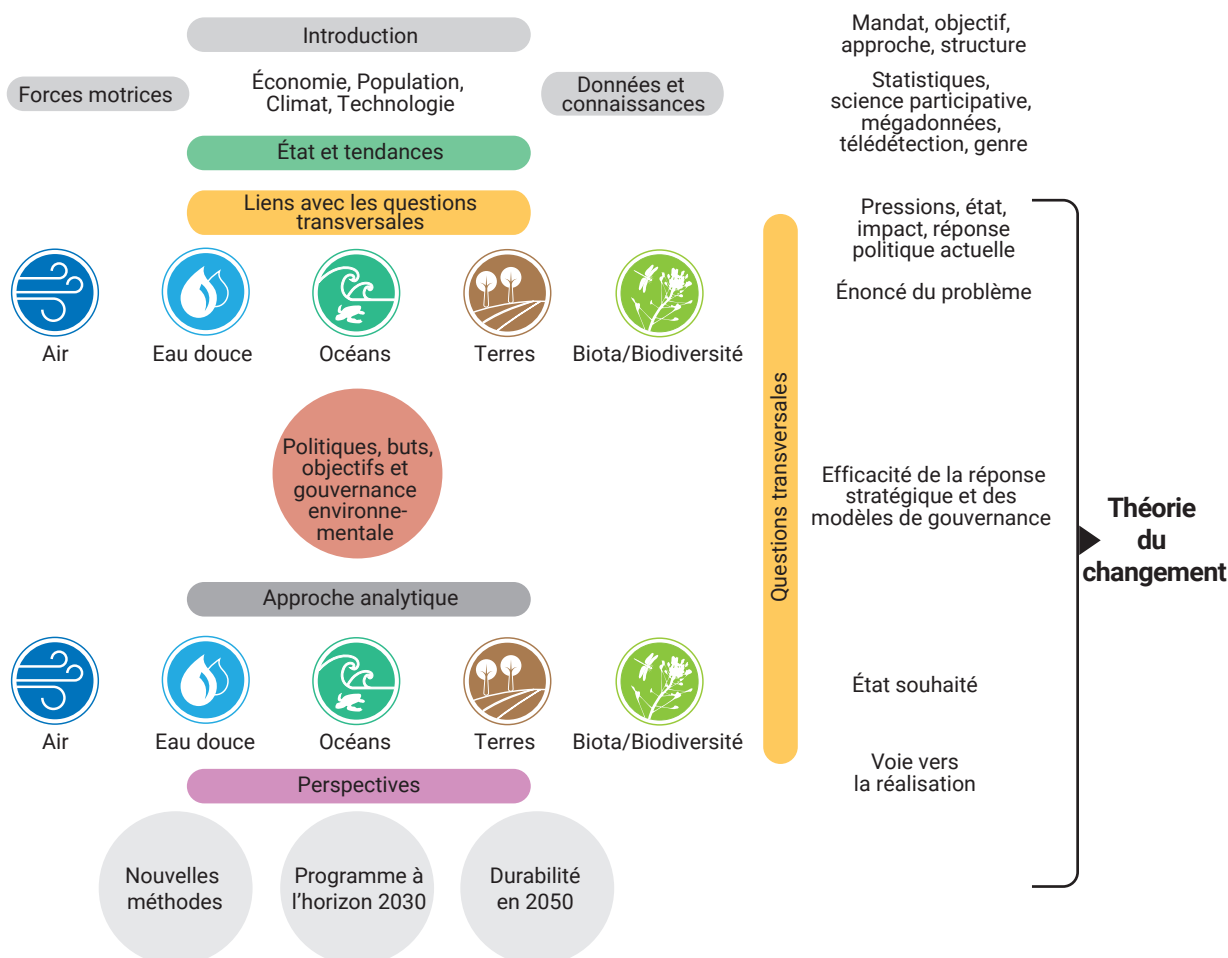 Introduction
Mandat, objectif,
approche, structure
Forces motrices
Économie, Population,
Climat, Technologie
Données et
connaissances
Statistiques,
science participative,
mégadonnées,
télédétection, genre
État et tendances
Liens avec les questions
transversales
Pressions, état,
impact, réponse
politique actuelle
Énoncé du problème
Air
Eau douce
Océans
Terres
Biota/Biodiversité
Questions transversales
Politiques, buts,
objectifs et
gouvernance
environne-
mentale
Efficacité de la réponse
stratégique et des
modèles de gouvernance
Théorie
du
changement
Approche analytique
Air
Eau douce
Océans
Terres
Biota/Biodiversité
État souhaité
Voie vers
la réalisation
Perspectives
Nouvelles
méthodes
Programme à
l’horizon 2030
Durabilité
en 2050